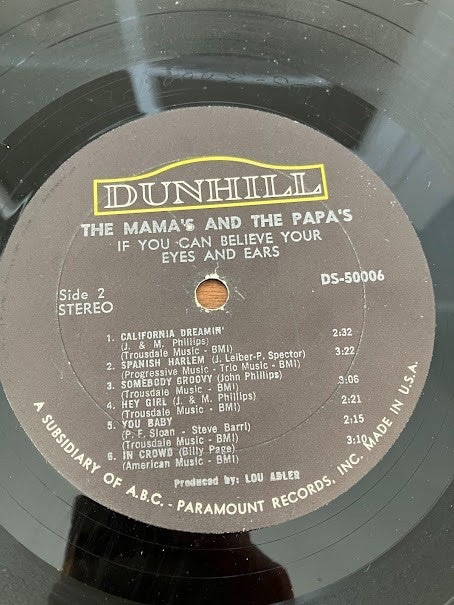 DUNHILL
THE MAMA'S AND THE PAPA'S
IF YOU CAN BELIEVE YOUR
EYES AND EARS
DS-50006
Side 2
STEREO
1. CALIFORNIA DREAMIN' 2:32
(J. & M. Phillips)
(Trousdale Music - BMI)
2. SPANISH HARLEM (J. Leiber-P. Spector) 3:22
(Progressive Music - Trio Music - BMI)
3. SOMEBODY GROOVY (John Phillips) 3:06
(Trousdale Music - BMI)
4. HEY GIRL (J. & M. Phillips) 2:21
(Trousdale Music - BMI)
5. YOU BABY 2:15
(P. F. Sloan - Steve Barri)
(Trousdale Music - BMI)
6. IN CROWD (Billy Page) 3:10
(American Music - BMI)
Produced by: LOU ADLER
A SUBSIDIARY OF A.B.C. - PARAMOUNT RECORDS, INC. MADE IN U.S.A.